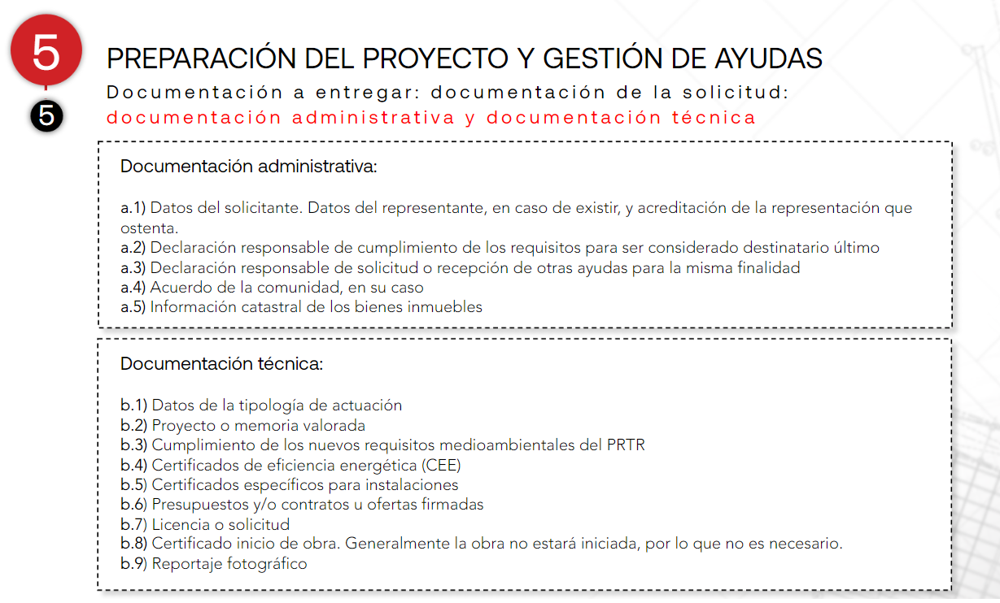 5
PREPARACIÓN DEL PROYECTO Y GESTIÓN DE AYUDAS
5
Documentación a entregar: documentación de la solicitud:
documentación administrativa y documentación técnica
Documentación administrativa:
a.1) Datos del solicitante. Datos del representante, en caso de existir, y acreditación de la representación que
ostenta.
a.2) Declaración responsable de cumplimiento de los requisitos para ser considerado destinatario último
a.3) Declaración responsable de solicitud o recepción de otras ayudas para la misma finalidad
a.4) Acuerdo de la comunidad, en su caso
a.5) Información catastral de los bienes inmuebles
Documentación técnica:
b.1) Datos de la tipología de actuación
b.2) Proyecto o memoria valorada
b.3) Cumplimiento de los nuevos requisitos medioambientales del PRTR
b.4) Certificados de eficiencia energética (CEE)
b.5) Certificados específicos para instalaciones
b.6) Presupuestos y/o contratos u ofertas firmadas
b.7) Licencia o solicitud
b.8) Certificado inicio de obra. Generalmente la obra no estará iniciada, por lo que no es necesario.
b.9) Reportaje fotográfico